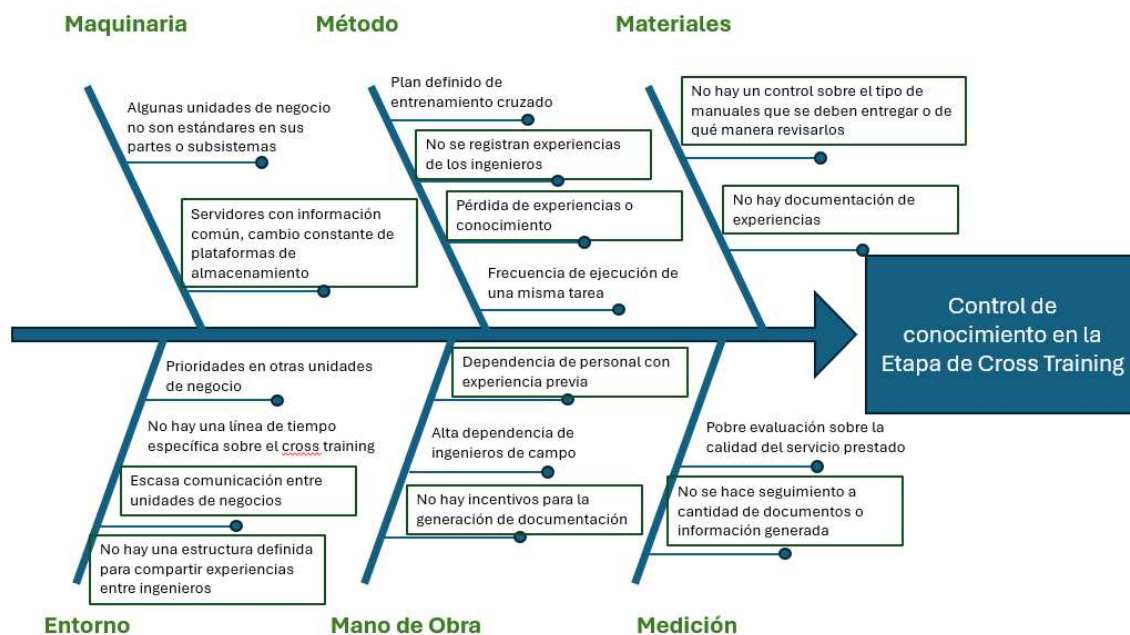 Maquinaria
Método
Materiales
Algunas unidades de negocio
no son estándares en sus
partes o subsistemas
Servidores con información
común, cambio constante de
plataformas de
almacenamiento
Plan definido de
entrenamiento cruzado
No se registran experiencias
de los ingenieros
Pérdida de experiencias o
conocimiento
Frecuencia de ejecución de
una misma tarea
No hay un control sobre el tipo de
manuales que se deben entregar o de
qué manera revisarlos
No hay documentación de
experiencias
Control de
conocimiento en la
Etapa de Cross Training
Prioridades en otras unidades
de negocio
No hay una línea de tiempo
específica sobre el cross training
Escasa comunicación entre
unidades de negocios
No hay una estructura definida
para compartir experiencias
entre ingenieros
Dependencia de personal con
experiencia previa
Alta dependencia de
ingenieros de campo
No hay incentivos para la
generación de documentación
Pobre evaluación sobre la
calidad del servicio prestado
No se hace seguimiento a
cantidad de documentos o
información generada
Entorno
Mano de Obra
Medición